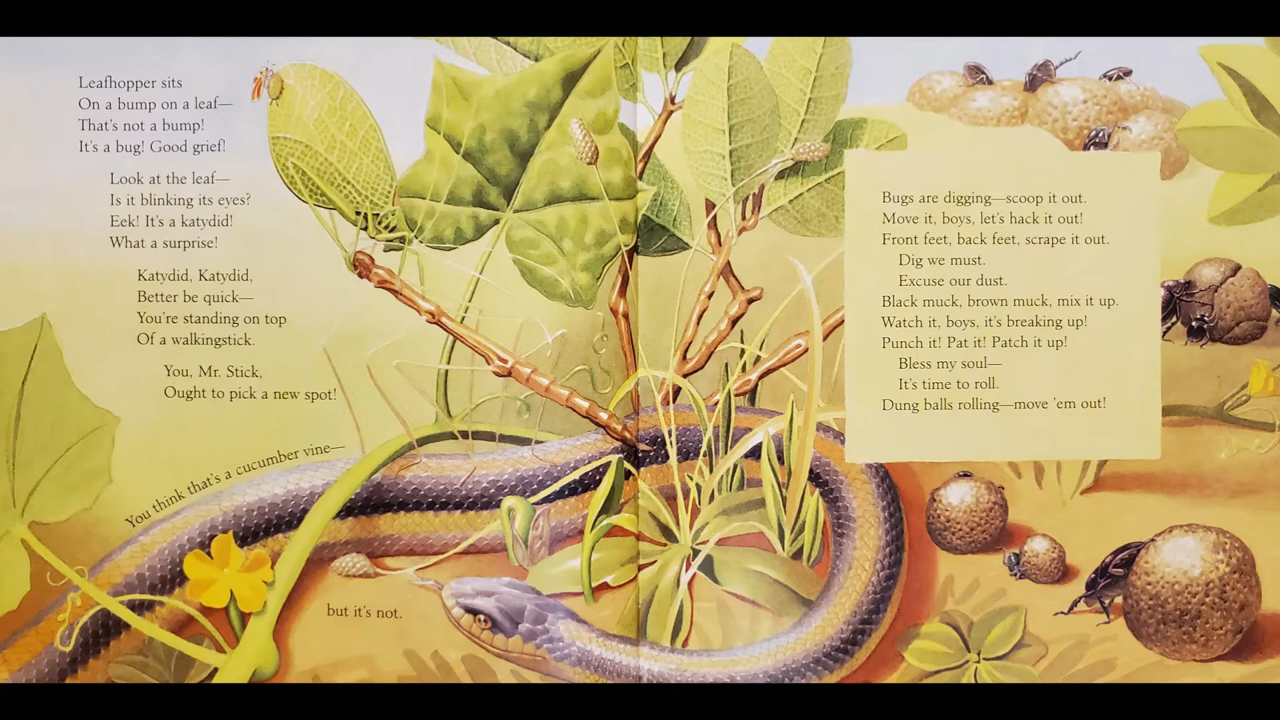 Leafhopper sits
On a bump on a leaf—
That's not a bump!
It's a bug! Good grief!
Look at the leaf—
Is it blinking its eyes?
Eek! It's a katydid!
What a surprise!
Katydid, Katydid,
Better be quick—
You're standing on top
Of a walkingstick.
You, Mr. Stick,
Ought to pick a new spot!
You think that's a cucumber vine—
but it's not.
Bugs are digging—scoop it out.
Move it, boys, let's hack it out!
Front feet, back feet, scrape it out.
Dig we must.
Excuse our dust.
Black muck, brown muck, mix it up.
Watch it, boys, it's breaking up!
Punch it! Pat it! Patch it up!
Bless my soul—
It's time to roll.
Dung balls rolling—move 'em out!